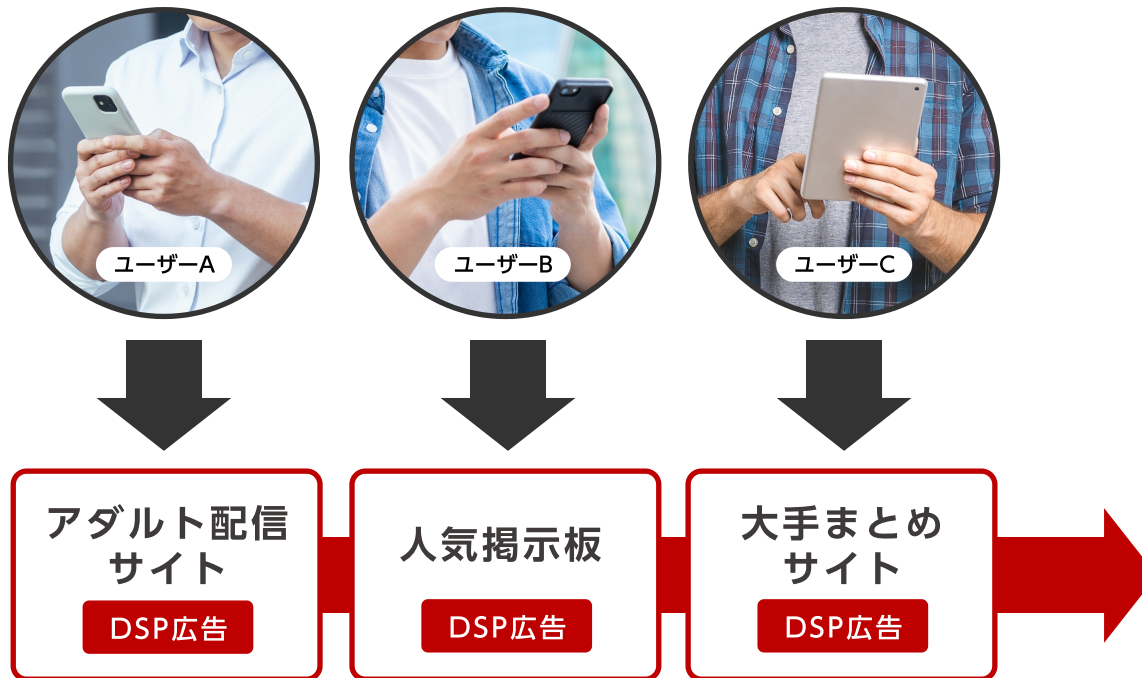 ユーザーA
ユーザーB
ユーザーC
アダルト配信
サイト
DSP広告
人気掲示板
DSP広告
大手まとめ
サイト
DSP広告